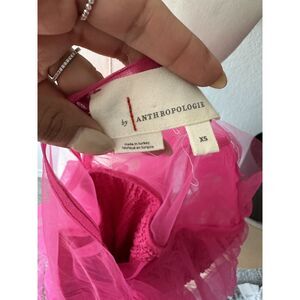 by ANTHROPOLOGIE
made in turkey
fabriqué en turquie
XS